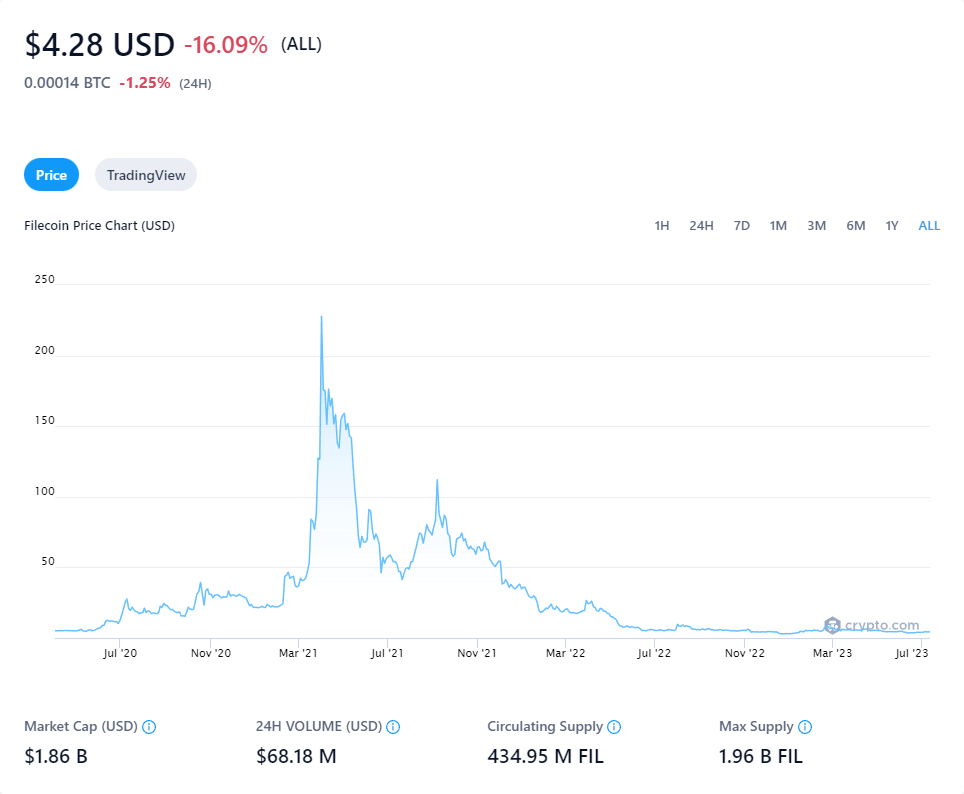 $4.28 USD -16.09% (ALL)
0.00014 BTC -1.25% (24H)
Price TradingView
Filecoin Price Chart (USD) 1H 24H 7D 1M 3M 6M 1Y ALL
250
200
150
100
50
crypto.com
Jul '20 Nov '20 Mar '21 Jul '21 Nov '21 Mar '22 Jul '22 Nov '22 Mar '23 Jul '23
Market Cap (USD) 24H VOLUME (USD) Circulating Supply Max Supply
$1.86 B $68.18 M 434.95 M FIL 1.96 B FIL